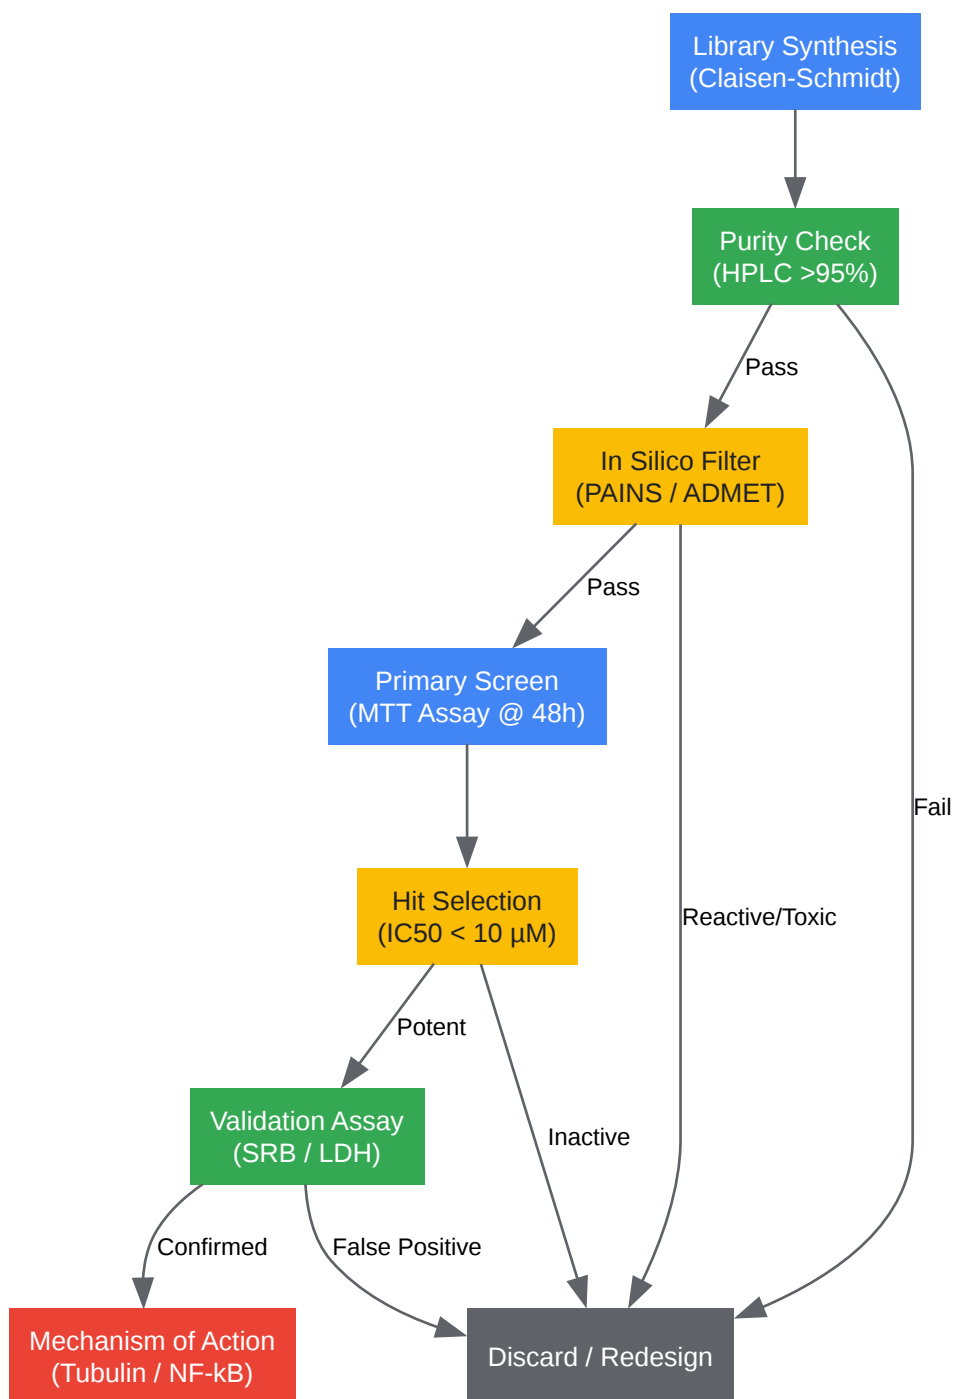 Library Synthesis
(Claisen-Schmidt)
Purity Check
(HPLC >95%)
Pass
In Silico Filter
(PAINS / ADMET)
Pass
Primary Screen
(MTT Assay @ 48h)
Fail
Hit Selection
(IC50 < 10 µM)
Reactive/Toxic
Potent
Validation Assay
(SRB / LDH)
Inactive
Confirmed
False Positive
Mechanism of Action
(Tubulin / NF-kB)
Discard / Redesign